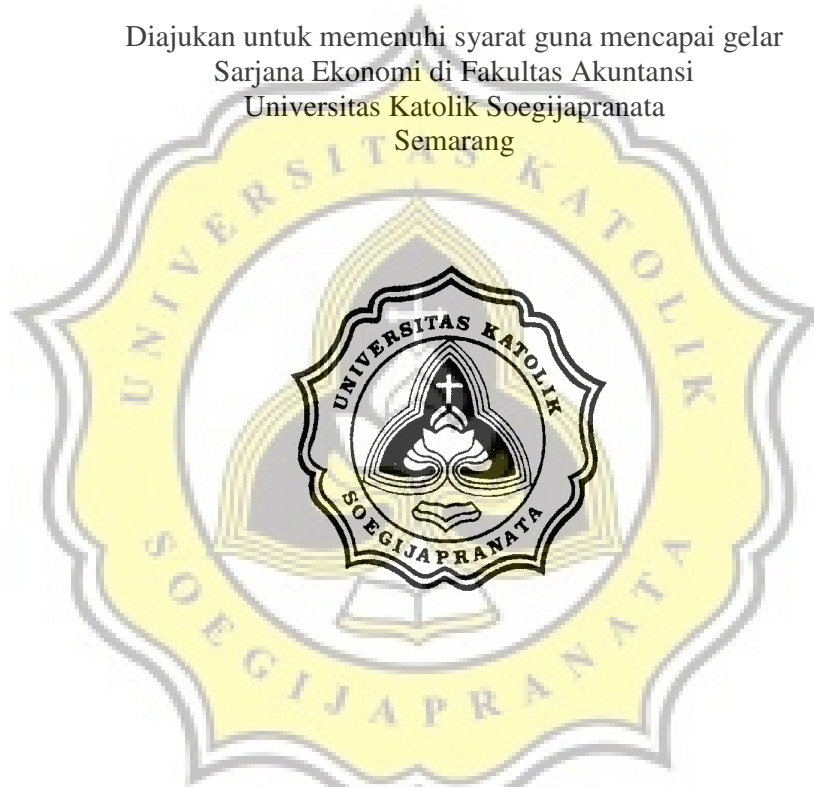 Diajukan untuk memenuhi syarat guna mencapai gelar
Sarjana Ekonomi di Fakultas Akuntansi
Universitas Katolik Soegijapranata
Semarang
UNIVERSITAS KATOLIK
SOEGIJAPRANATA
UNIVERSITAS KATOLIK
SOEGIJAPRANATA